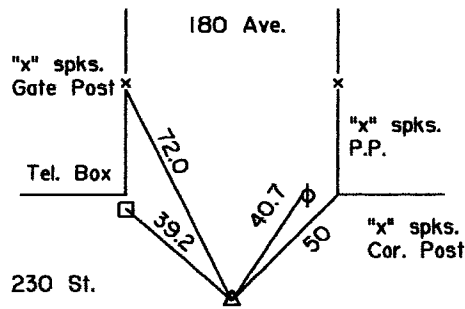 180 Ave.
"x" spks.
Gate Post
72.0
"x" spks.
P.P.
Tel. Box
40.7
39.2
50
"x" spks.
Cor. Post
230 St.